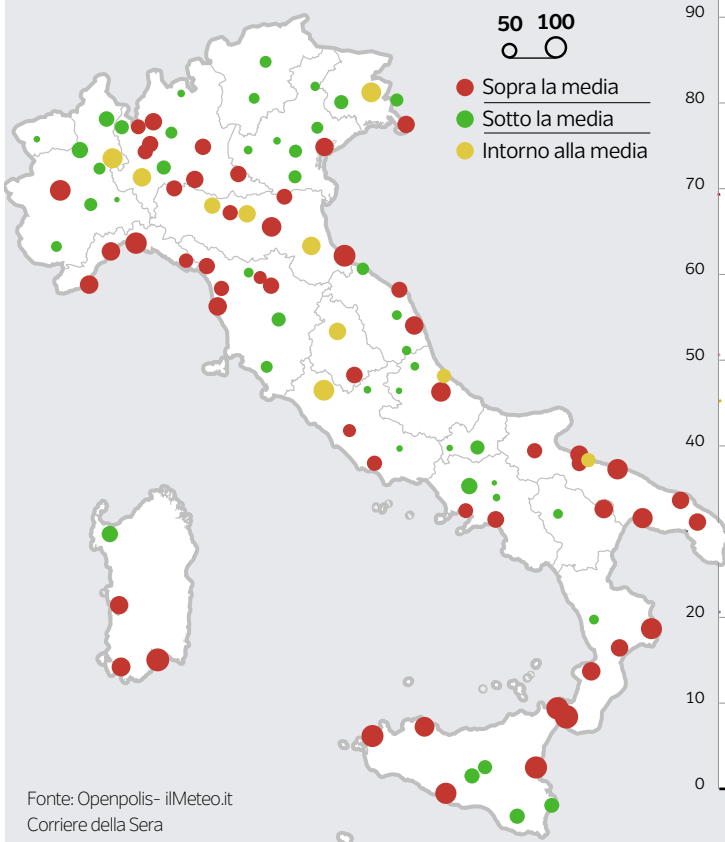 50 100
Sopra la media
Sotto la media
Intorno alla media
90
80
70
60
50
40
20
10
0
Fonte: Openpolis- ilMeteo.it
Corriere della Sera